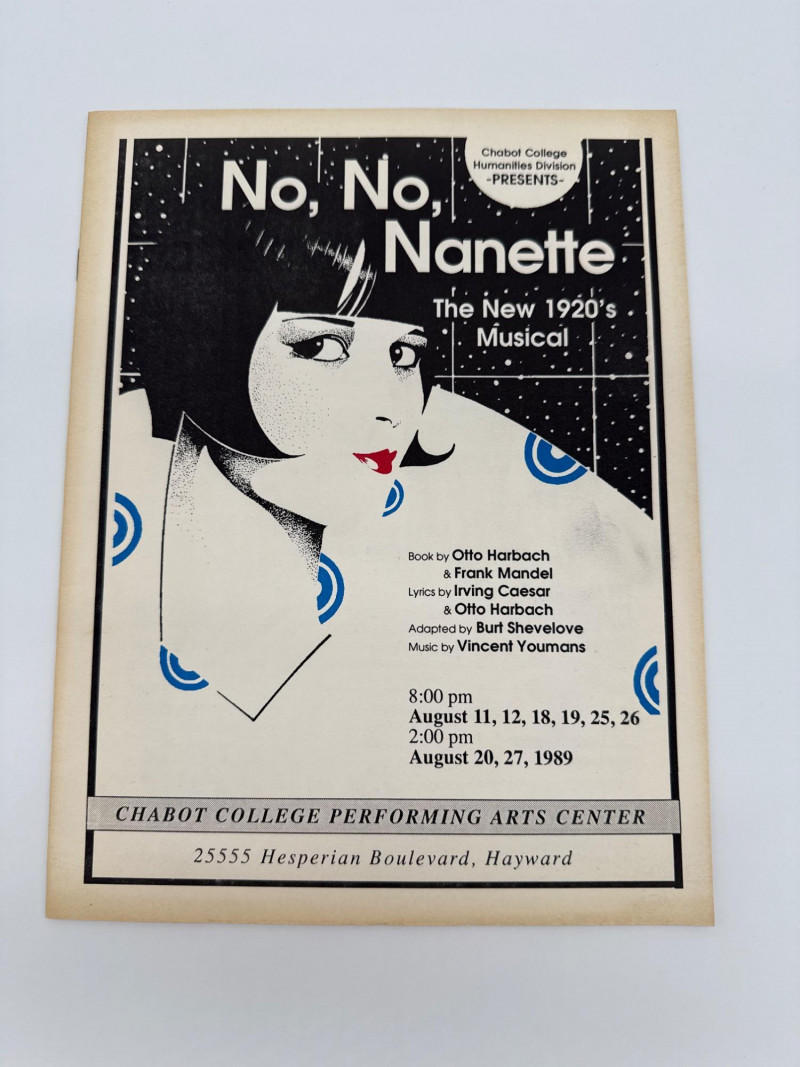 Chabot College
Humanities Division
-PRESENTS-
No, No,
Nanette
The New 1920's
Musical
Book by Otto Harbach
& Frank Mandel
Lyrics by Irving Caesar
& Otto Harbach
Adapted by Burt Shevelove
Music by Vincent Youmans
8:00 pm
August 11, 12, 18, 19, 25, 26
2:00 pm
August 20, 27, 1989
CHABOT COLLEGE PERFORMING ARTS CENTER
25555 Hesperian Boulevard, Hayward